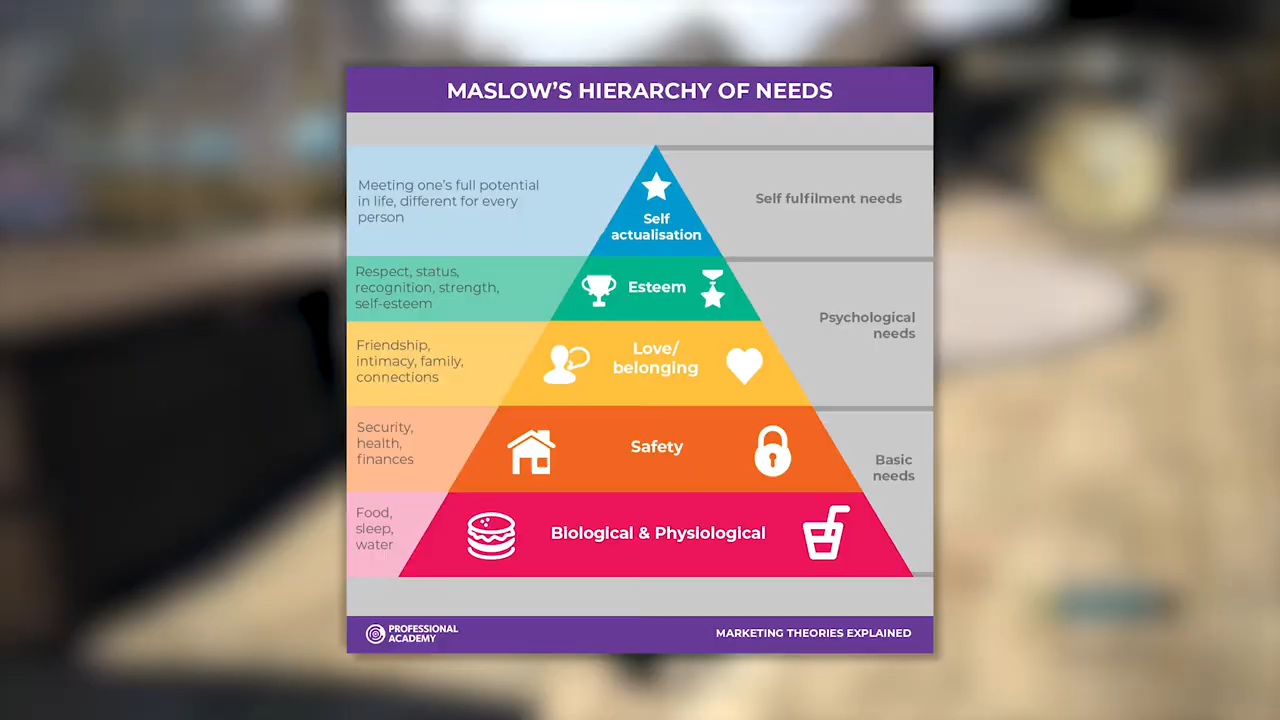 MASLOW'S HIERARCHY OF NEEDS
Meeting one's full potential
in life, different for every
person
Self
actualisation
Self fulfilment needs
Respect, status,
recognition, strength,
self-esteem
Esteem
Psychological
needs
Friendship,
intimacy, family,
connections
Love/
belonging
Security,
health,
finances
Safety
Basic
needs
Food,
sleep,
water
Biological & Physiological
PROFESSIONAL
ACADEMY
MARKETING THEORIES EXPLAINED